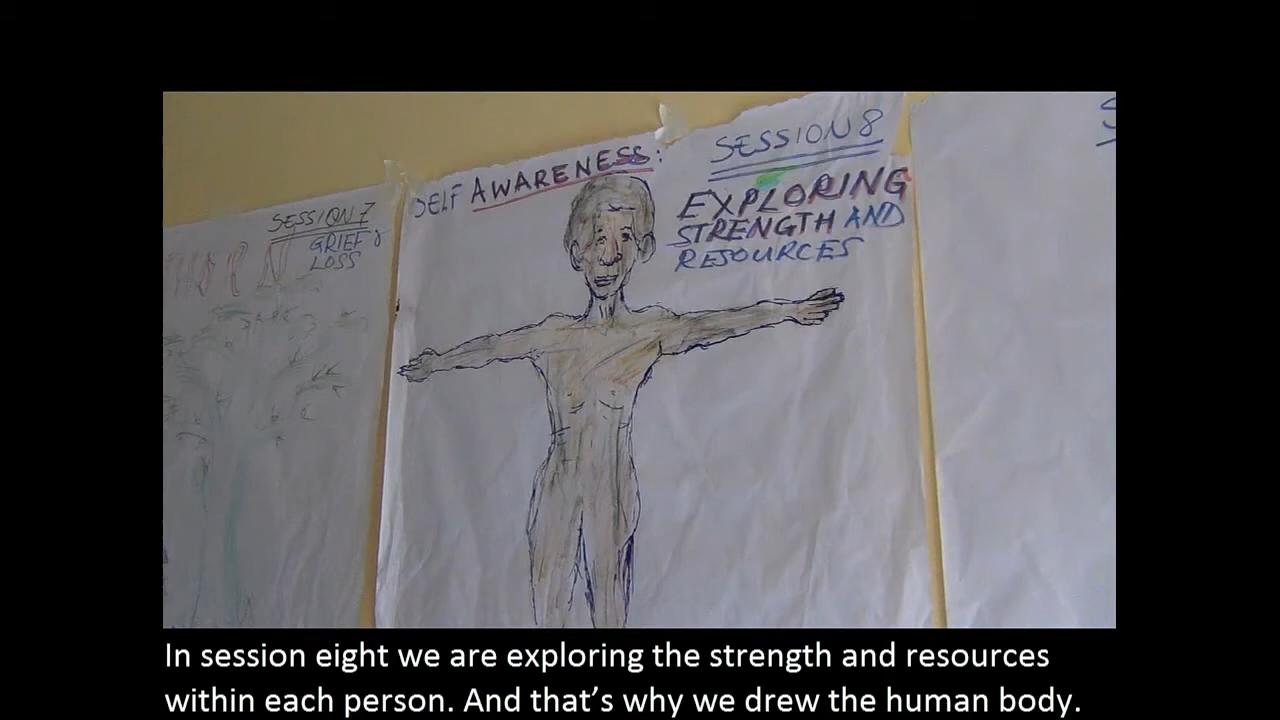 SESSION 7
GRIEF &
LOSS
SELF AWARENESS:
SESSION 8
EXPLORING
STRENGTH AND
RESOURCES
In session eight we are exploring the strength and resources
within each person. And that’s why we drew the human body.